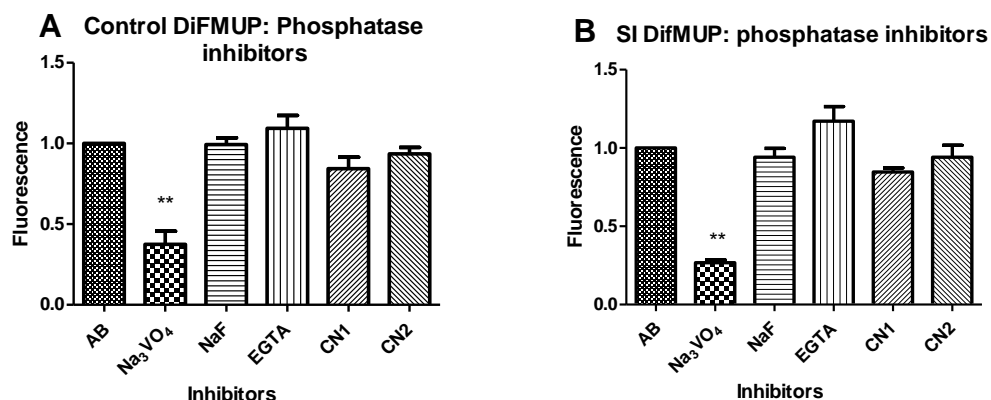 A Control DiFMUP: Phosphatase
inhibitors
1.5
1.0
0.5
0.0
Fluorescence
**
AB
Na₃VO₄
NaF
EGTA
CN1
CN2
Inhibitors
B SI DifMUP: phosphatase inhibitors
1.5
1.0
0.5
0.0
Fluorescence
**
AB
Na₃VO₄
NaF
EGTA
CN1
CN2
Inhibitors